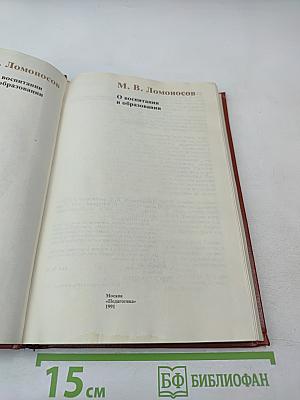 . Ломоносов
воспитании
образовании
М. В. Ломоносов
О воспитании
и образовании
Москва
«Педагогика»
1991
15 см
БФ БИБЛИОФАН